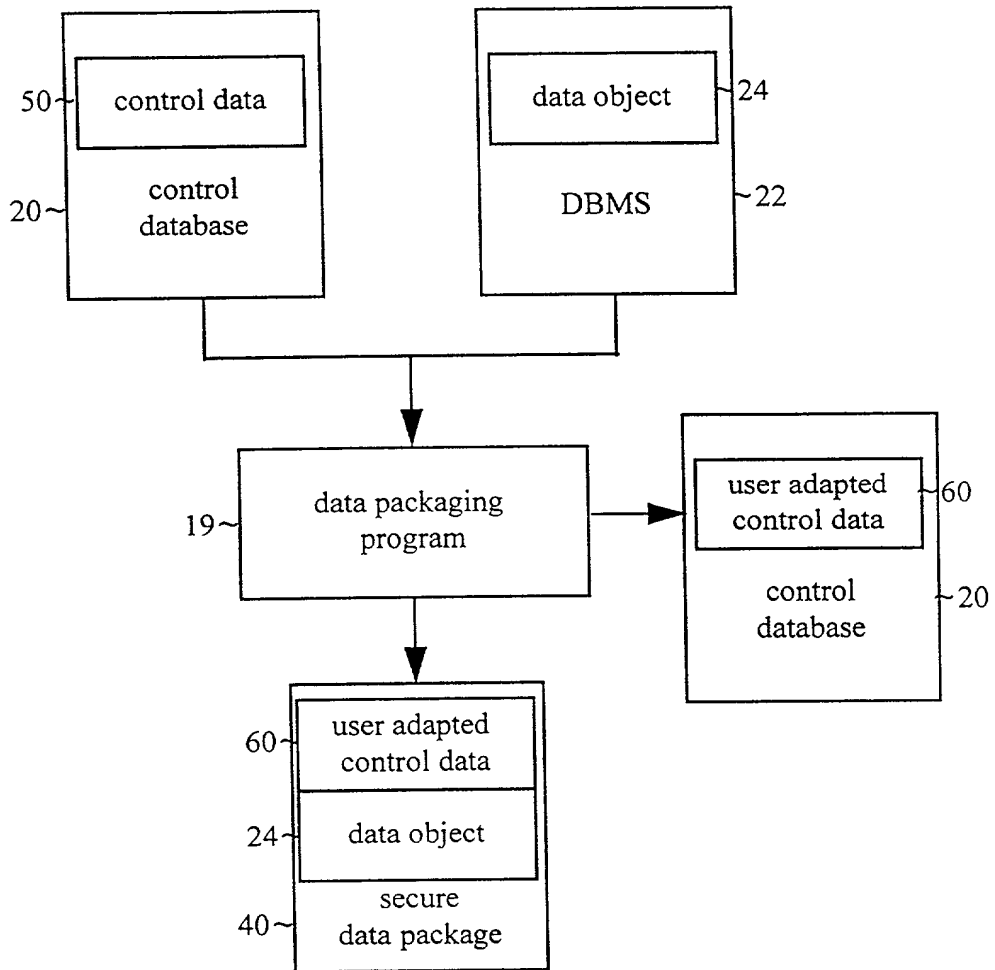 50~ control data
data object ~24
20~ control
database
DBMS ~22
19~ data packaging
program
user adapted ~60
control data
control ~20
database
60~ user adapted
control data
24~ data object
secure
40~ data package